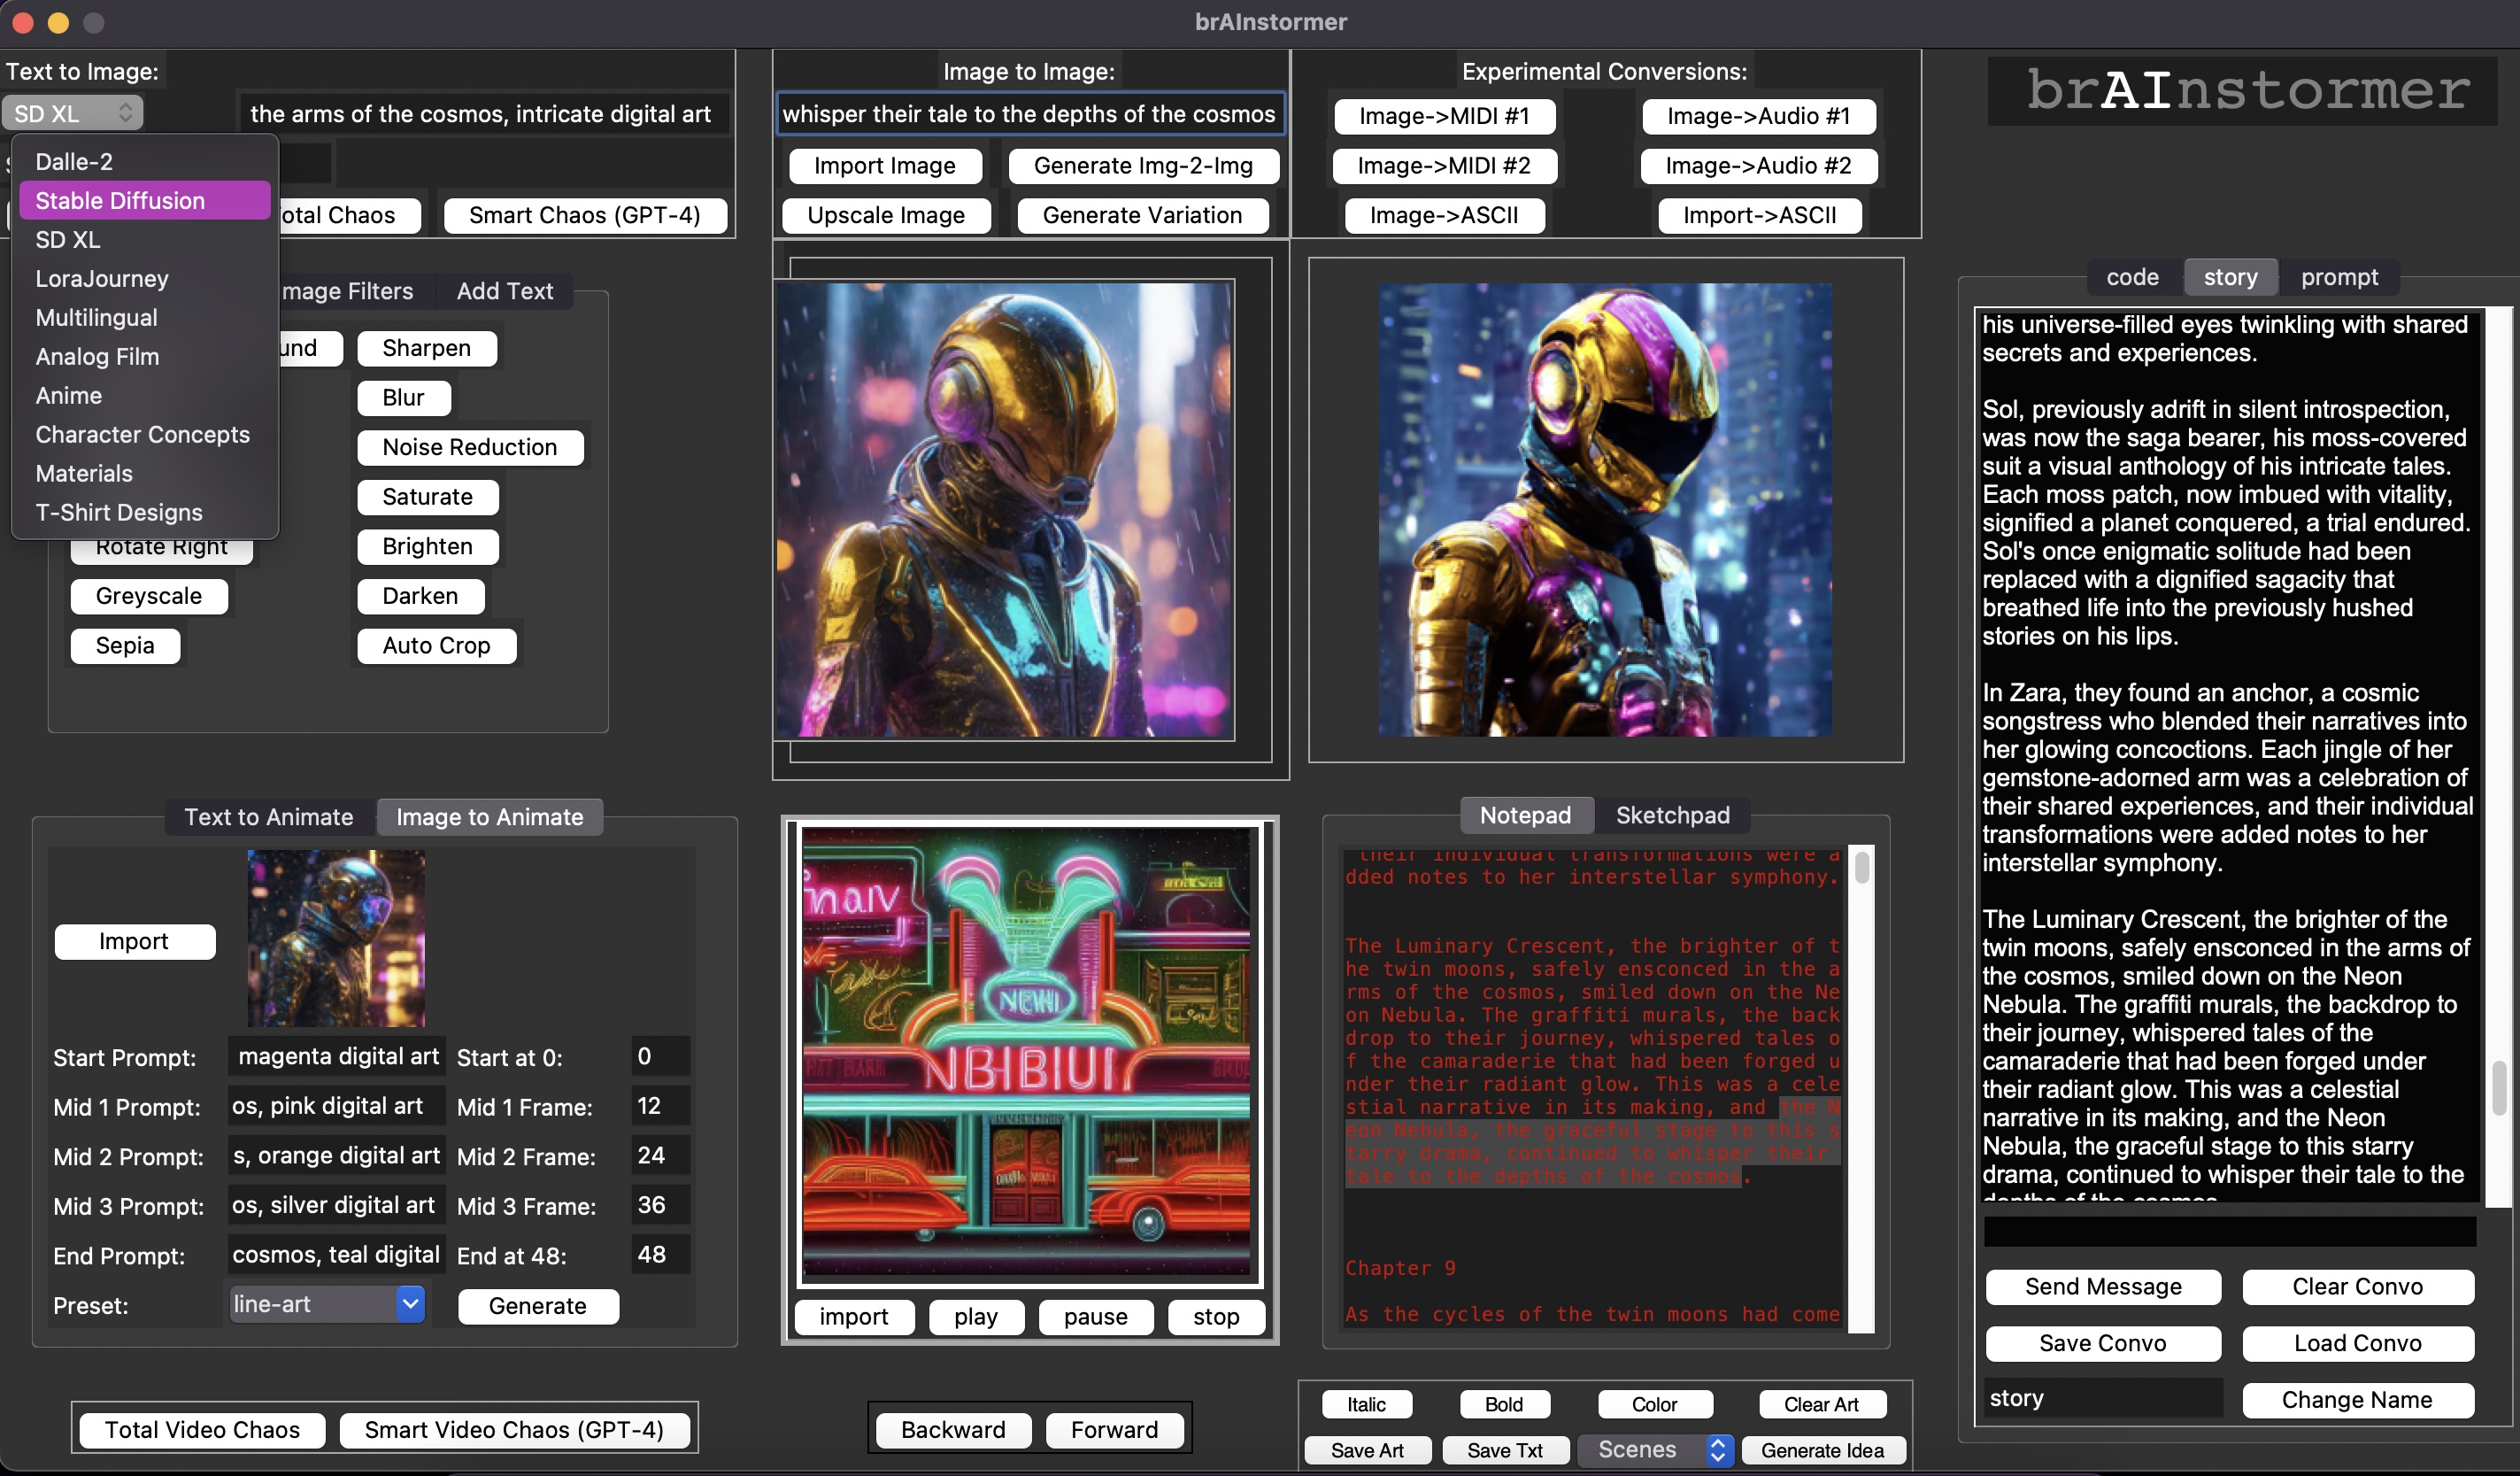 brAInstormer
Text to Image:
SD XL
the arms of the cosmos, intricate digital art
Dalle-2
Stable Diffusion
SD XL
LoraJourney
Multilingual
Analog Film
Anime
Character Concepts
Materials
T-Shirt Designs
otal Chaos
Smart Chaos (GPT-4)
mage Filters
Add Text
und
Sharpen
Blur
Noise Reduction
Saturate
Rotate Right
Brighten
Greyscale
Darken
Sepia
Auto Crop
Image to Image:
whisper their tale to the depths of the cosmos
Import Image
Generate Img-2-Img
Upscale Image
Generate Variation
Experimental Conversions:
Image->MIDI #1
Image->Audio #1
Image->MIDI #2
Image->Audio #2
Image->ASCII
Import->ASCII
brAInstormer
code
story
prompt
his universe-filled eyes twinkling with shared
secrets and experiences.
Sol, previously adrift in silent introspection,
was now the saga bearer, his moss-covered
suit a visual anthology of his intricate tales.
Each moss patch, now imbued with vitality,
signified a planet conquered, a trial endured.
Sol's once enigmatic solitude had been
replaced with a dignified sagacity that
breathed life into the previously hushed
stories on his lips.
In Zara, they found an anchor, a cosmic
songstress who blended their narratives into
her glowing concoctions. Each jingle of her
gemstone-adorned arm was a celebration of
their shared experiences, and their individual
transformations were added notes to her
interstellar symphony.
The Luminary Crescent, the brighter of the
twin moons, safely ensconced in the arms of
the cosmos, smiled down on the Neon
Nebula. The graffiti murals, the backdrop to
their journey, whispered tales of the
camaraderie that had been forged under
their radiant glow. This was a celestial
narrative in its making, and the Neon
Nebula, the graceful stage to this starry
drama, continued to whisper their tale to the
depths of the cosmos.
Send Message
Clear Convo
Save Convo
Load Convo
story
Change Name
Text to Animate
Image to Animate
Import
Start Prompt:
magenta digital art
Start at 0:
0
Mid 1 Prompt:
os, pink digital art
Mid 1 Frame:
12
Mid 2 Prompt:
s, orange digital art
Mid 2 Frame:
24
Mid 3 Prompt:
os, silver digital art
Mid 3 Frame:
36
End Prompt:
cosmos, teal digital
End at 48:
48
Preset:
line-art
Generate
Total Video Chaos
Smart Video Chaos (GPT-4)
NEWI
NBIBIUI
import
play
pause
stop
Backward
Forward
Notepad
Sketchpad
their individual transformations were a
dded notes to her interstellar symphony.
The Luminary Crescent, the brighter of t
he twin moons, safely ensconced in the a
rms of the cosmos, smiled down on the Ne
on Nebula. The graffiti murals, the back
drop to their journey, whispered tales o
f the camaraderie that had been forged u
nder their radiant glow. This was a cele
stial narrative in its making, and the N
eon Nebula, the graceful stage to this s
tarry drama, continued to whisper their
tale to the depths of the cosmos.
Chapter 9
As the cycles of the twin moons had come
Italic
Bold
Color
Clear Art
Save Art
Save Txt
Scenes
Generate Idea